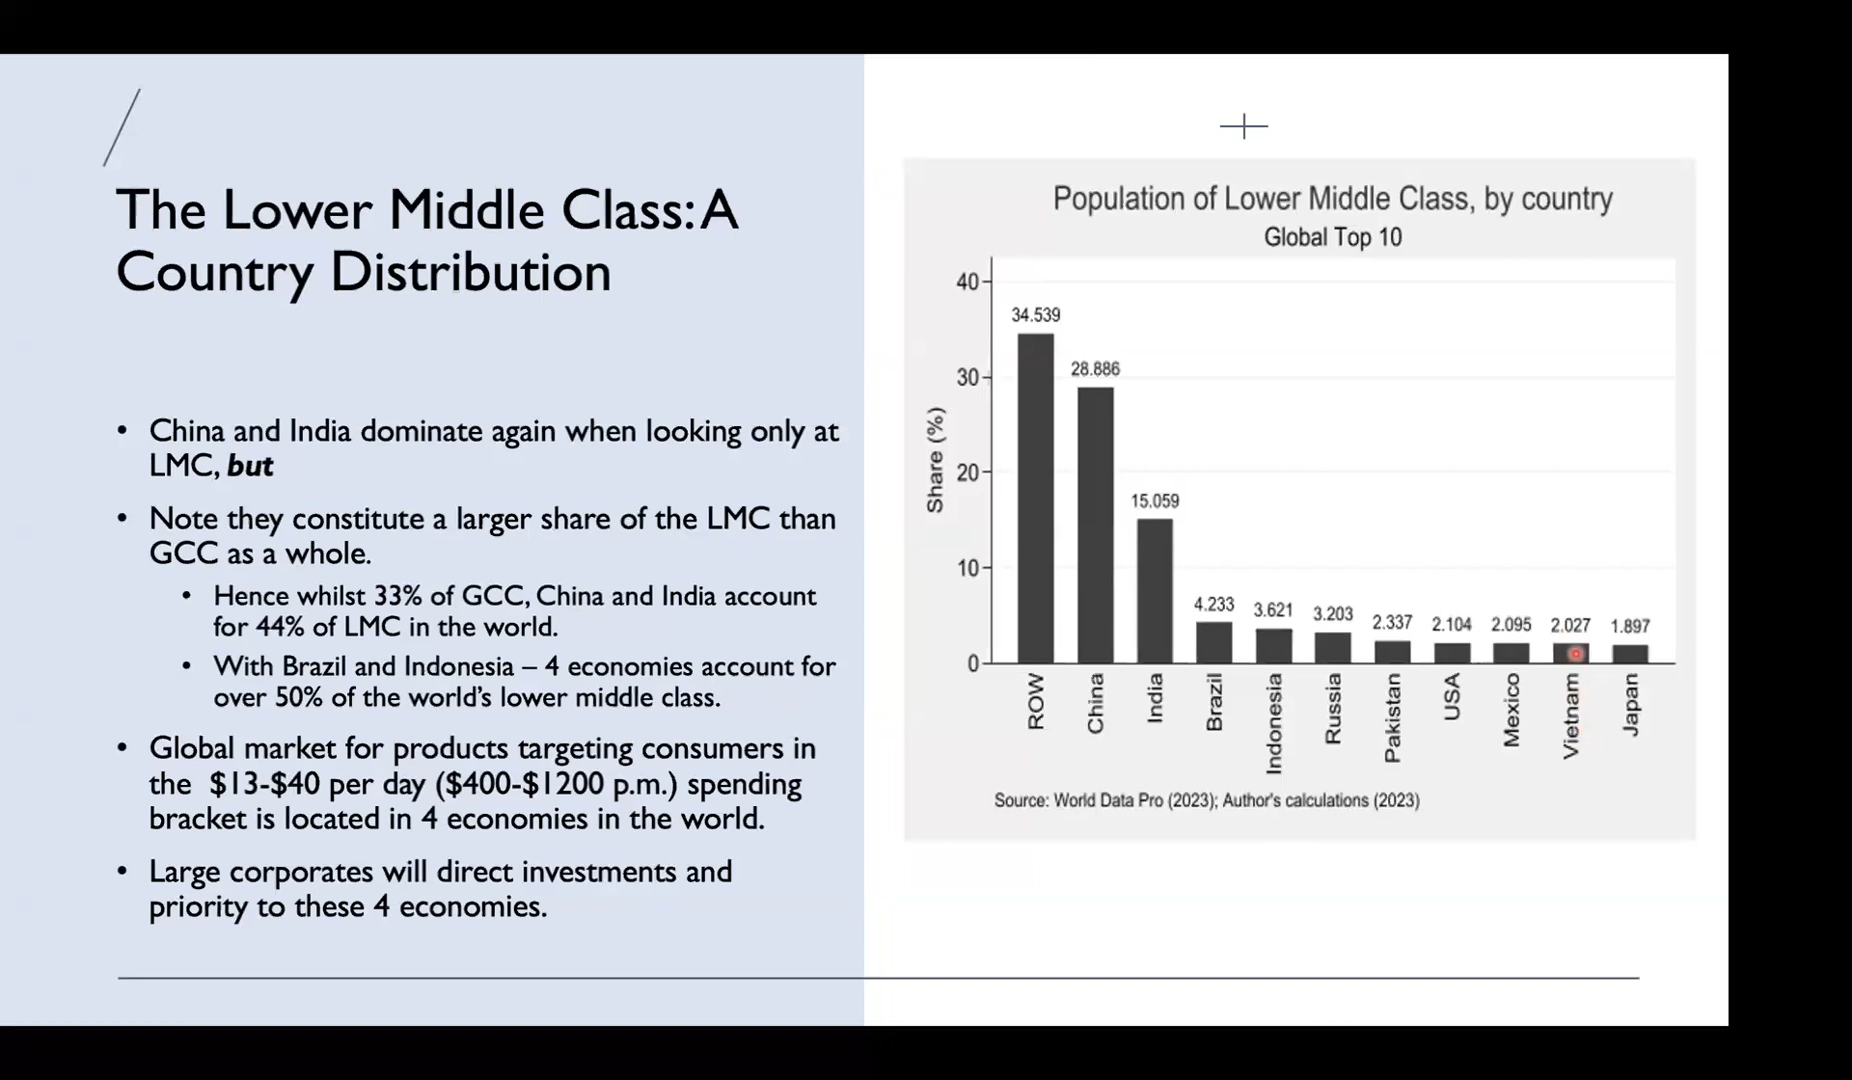 The Lower Middle Class: A
Country Distribution
• China and India dominate again when looking only at
LMC, but
• Note they constitute a larger share of the LMC than
GCC as a whole.
• Hence whilst 33% of GCC, China and India account
for 44% of LMC in the world.
• With Brazil and Indonesia – 4 economies account for
over 50% of the world's lower middle class.
• Global market for products targeting consumers in
the $13-$40 per day ($400-$1200 p.m.) spending
bracket is located in 4 economies in the world.
• Large corporates will direct investments and
priority to these 4 economies.
Population of Lower Middle Class, by country
Global Top 10
Share (%)
40
30
20
10
0
34.539
28.886
15.059
4.233
3.621
3.203
2.337
2.104
2.095
2.027
1.897
ROW
China
India
Brazil
Indonesia
Russia
Pakistan
USA
Mexico
Vietnam
Japan
Source: World Data Pro (2023); Author's calculations (2023)